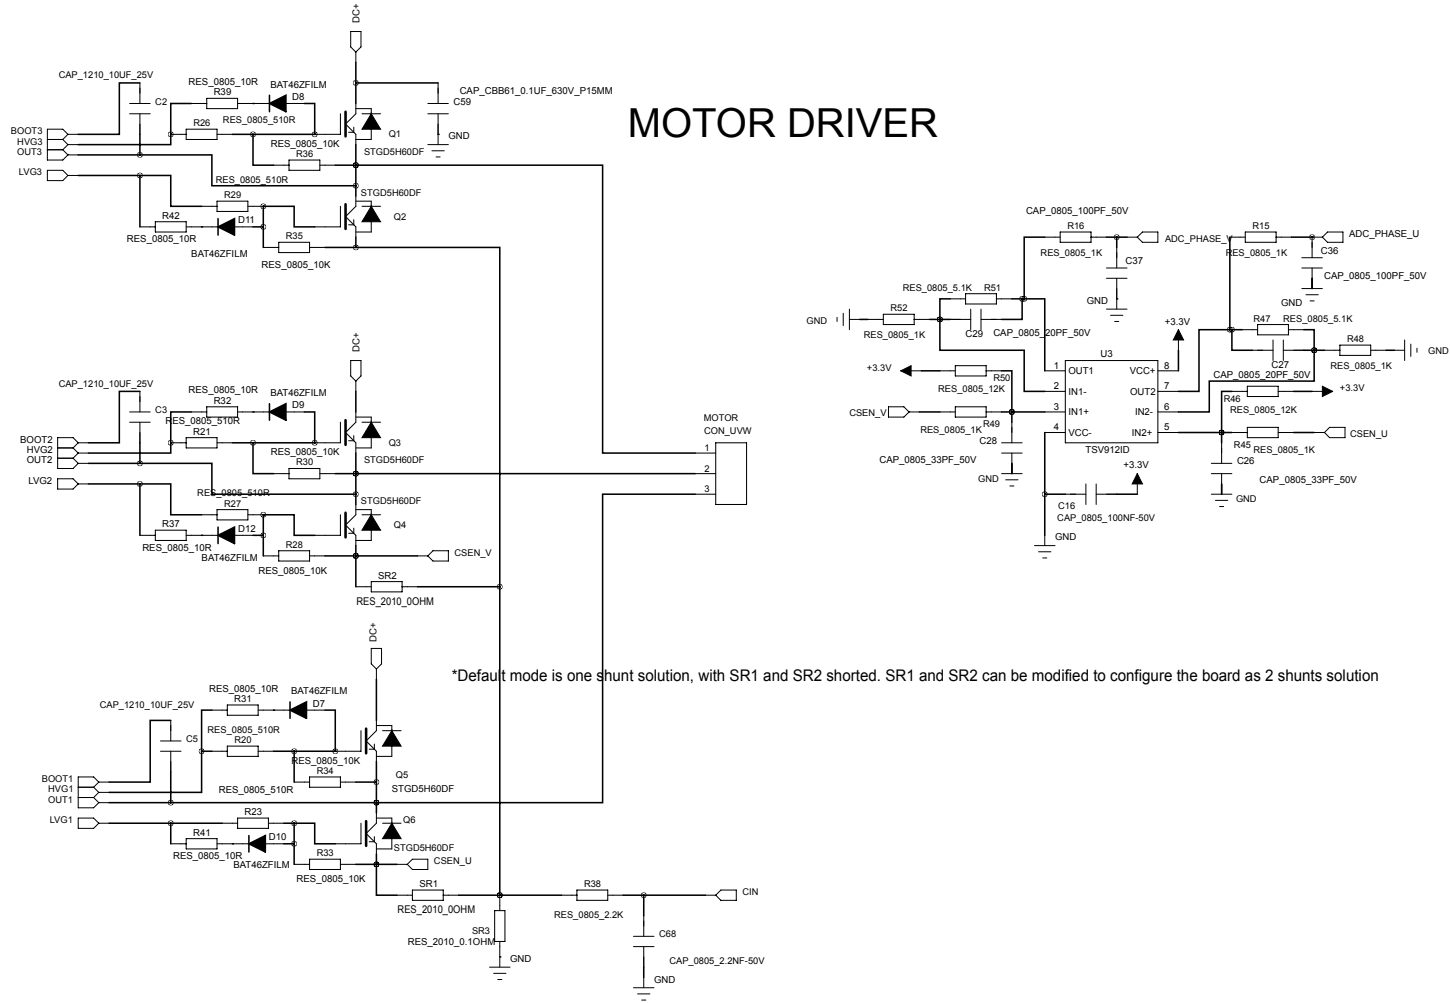 MOTOR DRIVER
DC+
CAP_1210_10UF_25V
C2
RES_0805_10R
R39
BAT46ZFILM
D8
RES_0805_510R
R26
CAP_CBB61_0.1UF_630V_P15MM
C59
GND
BOOT3
HVG3
OUT3
Q1
STGD5H60DF
RES_0805_10K
R36
LVG3
RES_0805_510R
R29
STGD5H60DF
Q2
R42
RES_0805_10R
D11
BAT46ZFILM
R35
RES_0805_10K
DC+
CAP_1210_10UF_25V
C3
RES_0805_10R
R32
BAT46ZFILM
D9
RES_0805_510R
R21
BOOT2
HVG2
OUT2
Q3
STGD5H60DF
RES_0805_10K
R30
LVG2
RES_0805_510R
R27
STGD5H60DF
Q4
R37
RES_0805_10R
D12
BAT46ZFILM
R28
RES_0805_10K
CSEN_V
SR2
RES_2010_0OHM
MOTOR
CON_UVW
1
2
3
DC+
*Default mode is one shunt solution, with SR1 and SR2 shorted. SR1 and SR2 can be modified to configure the board as 2 shunts solution
CAP_1210_10UF_25V
C5
RES_0805_10R
R31
BAT46ZFILM
D7
RES_0805_510R
R20
RES_0805_10K
R34
BOOT1
HVG1
OUT1
Q5
STGD5H60DF
RES_0805_510R
LVG1
R23
Q6
STGD5H60DF
R41
RES_0805_10R
D10
BAT46ZFILM
R33
RES_0805_10K
CSEN_U
SR1
RES_2010_0OHM
R38
RES_0805_2.2K
CIN
SR3
RES_2010_0.1OHM
GND
C68
CAP_0805_2.2NF-50V
GND
CAP_0805_100PF_50V
R16
RES_0805_1K
ADC_PHASE_V
C37
GND
R15
RES_0805_1K
ADC_PHASE_U
C36
CAP_0805_100PF_50V
GND
RES_0805_5.1K
R51
R52
GND
RES_0805_1K
C29
CAP_0805_20PF_50V
+3.3V
R47
RES_0805_5.1K
R48
GND
RES_0805_1K
C27
CAP_0805_20PF_50V
U3
1 OUT1 VCC+ 8
2 IN1- OUT2 7
3 IN1+ IN2- 6
4 VCC- IN2+ 5
TSV912ID
+3.3V
R50
RES_0805_12K
CSEN_V
R49
RES_0805_1K
C28
CAP_0805_33PF_50V
GND
R46
RES_0805_12K
+3.3V
R45
RES_0805_1K
CSEN_U
C26
CAP_0805_33PF_50V
GND
+3.3V
C16
CAP_0805_100NF-50V
GND